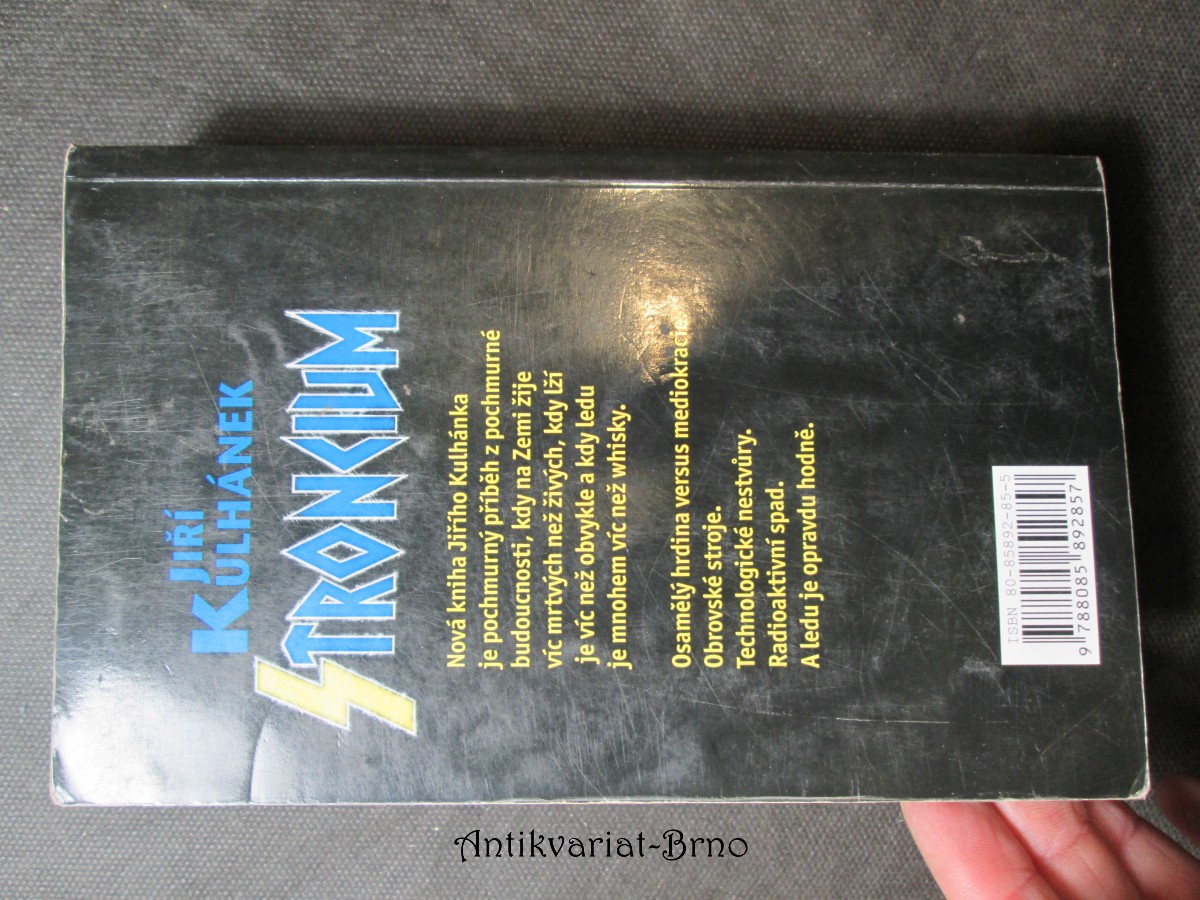 JIŘÍ
KULHÁNEK
STRONCIUM
Nová kniha Jiřího Kulhánka
je pochmurný příběh z pochmurné
budoucnosti, kdy na Zemi žije
víc mrtvých než živých, kdy lží
je víc než obvykle a kdy ledu
je mnohem víc než whisky.
Osamělý hrdina versus mediokracie.
Obrovské stroje.
Technologické nestvůry.
Radioaktivní spad.
A ledu je opravdu hodně.
ISBN 80-85892-85-5
9 788085 892857
Antikvariat-Brno